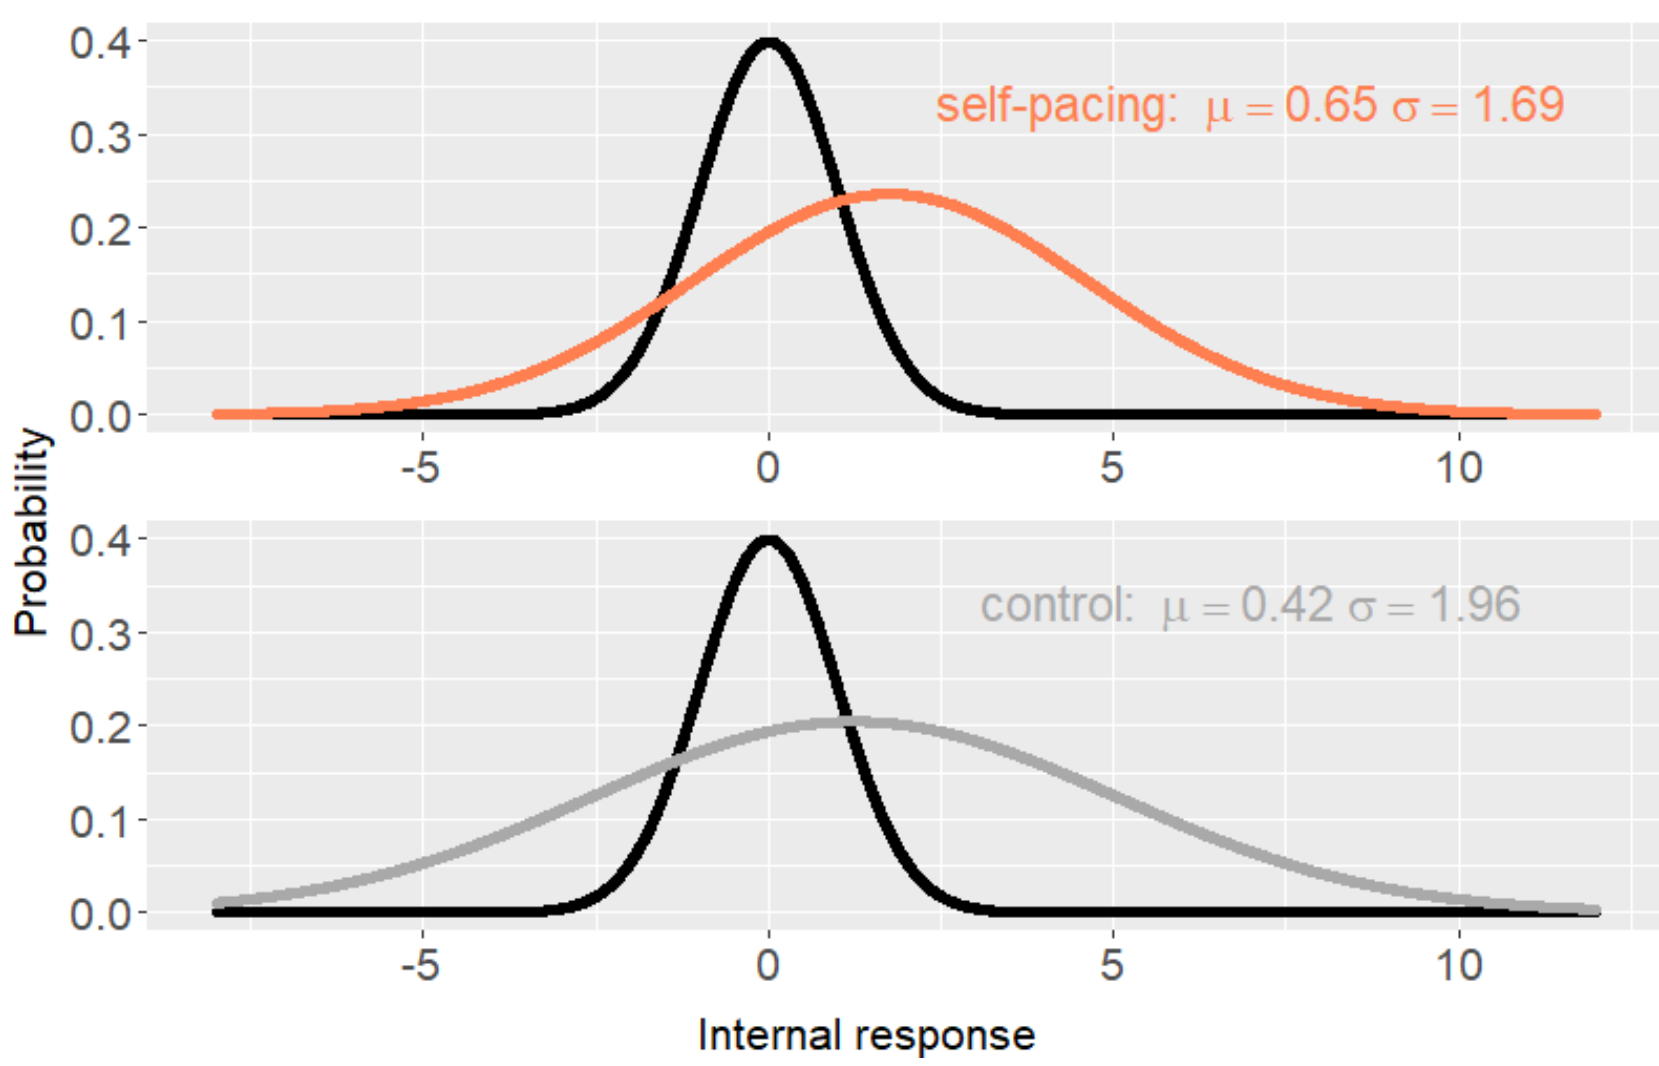 0.4
self-pacing: μ = 0.65 σ = 1.69
0.3
0.2
0.1
0.0
-5 0 5 10
Probability
0.4
control: μ = 0.42 σ = 1.96
0.3
0.2
0.1
0.0
-5 0 5 10
Internal response